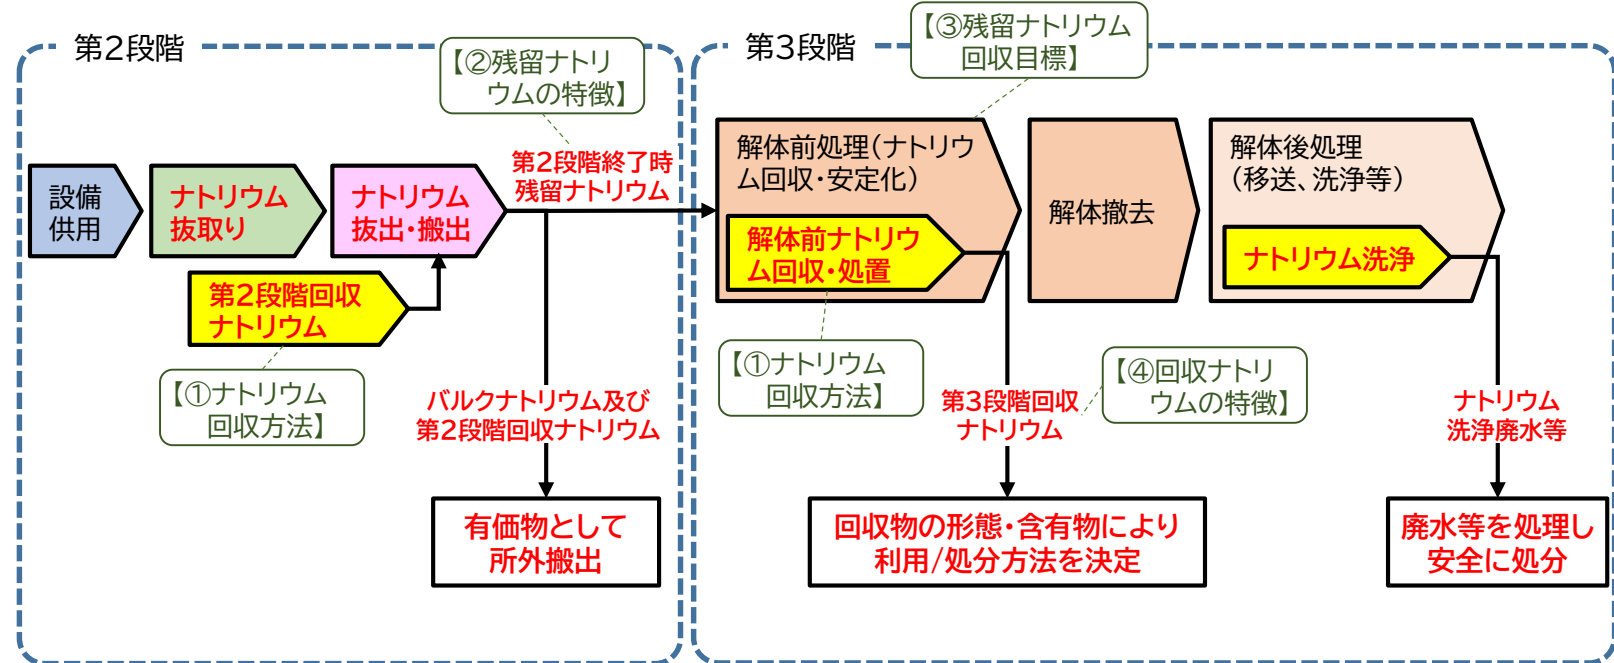 第2段階
【②残留ナトリ
ウムの特徴】
設備
供用
ナトリウム
抜取り
ナトリウム
抜出・搬出
第2段階終了時
残留ナトリウム
第2段階回収
ナトリウム
【①ナトリウム
回収方法】
バルクナトリウム及び
第2段階回収ナトリウム
有価物として
所外搬出
第3段階
【③残留ナトリウム
回収目標】
解体前処理(ナトリウ
ム回収・安定化)
解体前ナトリウ
ム回収・処置
解体撤去
解体後処理
(移送、洗浄等)
ナトリウム洗浄
【①ナトリウム
回収方法】
第3段階回収
ナトリウム
【④回収ナトリ
ウムの特徴】
ナトリウム
洗浄廃水等
回収物の形態・含有物により
利用/処分方法を決定
廃水等を処理し
安全に処分